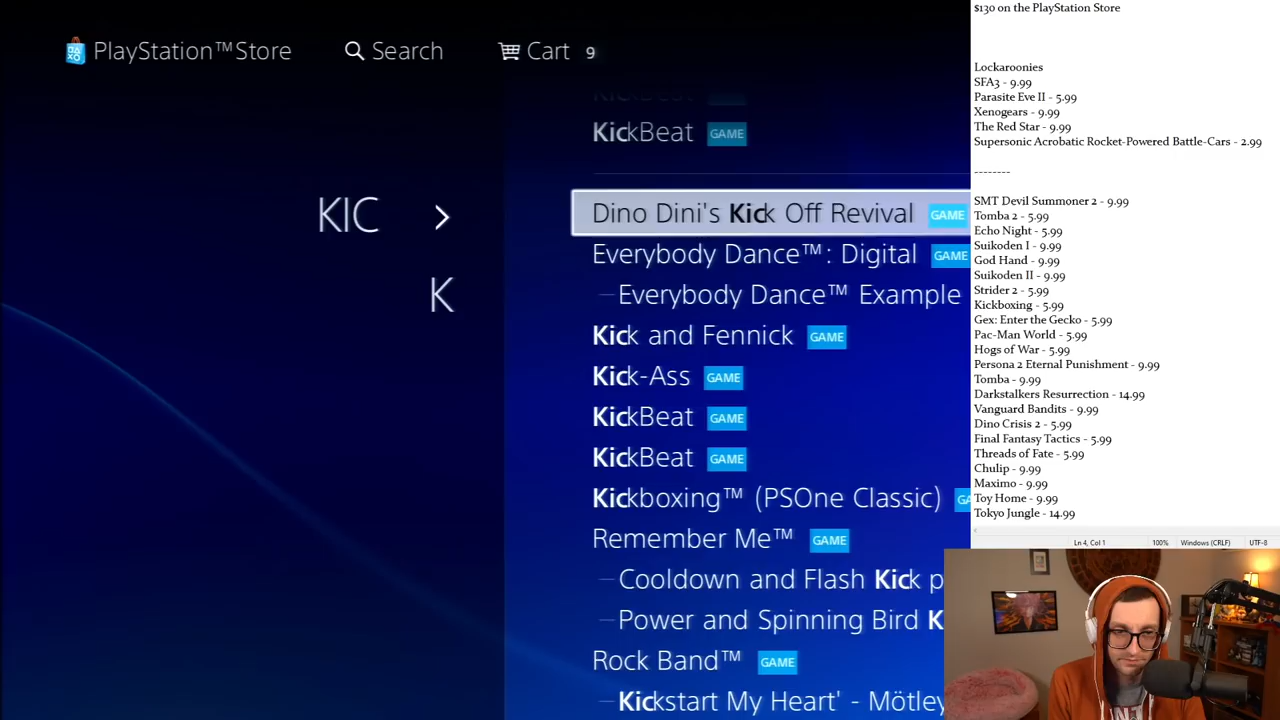 PlayStation™Store
Search
Cart 9
KickBeat GAME
KickBeat GAME
KIC
K
Dino Dini's Kick Off Revival GAME
Everybody Dance™: Digital GAME
Everybody Dance™ Example
Kick and Fennick GAME
Kick-Ass GAME
KickBeat GAME
KickBeat GAME
Kickboxing™ (PSOne Classic) GA
Remember Me™ GAME
Cooldown and Flash Kick p
Power and Spinning Bird K
Rock Band™ GAME
Kickstart My Heart' - Mötley
$130 on the PlayStation Store
Lockaroonies
SFA3 - 9.99
Parasite Eve II - 5.99
Xenogears - 9.99
The Red Star - 9.99
Supersonic Acrobatic Rocket-Powered Battle-Cars - 2.99
--------
SMT Devil Summoner 2 - 9.99
Tomba 2 - 5.99
Echo Night - 5.99
Suikoden I - 9.99
God Hand - 9.99
Suikoden II - 9.99
Strider 2 - 5.99
Kickboxing - 5.99
Gex: Enter the Gecko - 5.99
Pac-Man World - 5.99
Hogs of War - 5.99
Persona 2 Eternal Punishment - 9.99
Tomba - 9.99
Darkstalkers Resurrection - 14.99
Vanguard Bandits - 9.99
Dino Crisis 2 - 5.99
Final Fantasy Tactics - 5.99
Threads of Fate - 5.99
Chulip - 9.99
Maximo - 9.99
Toy Home - 9.99
Tokyo Jungle - 14.99
Ln 4, Col 1 100% Windows (CRLF) UTF-8